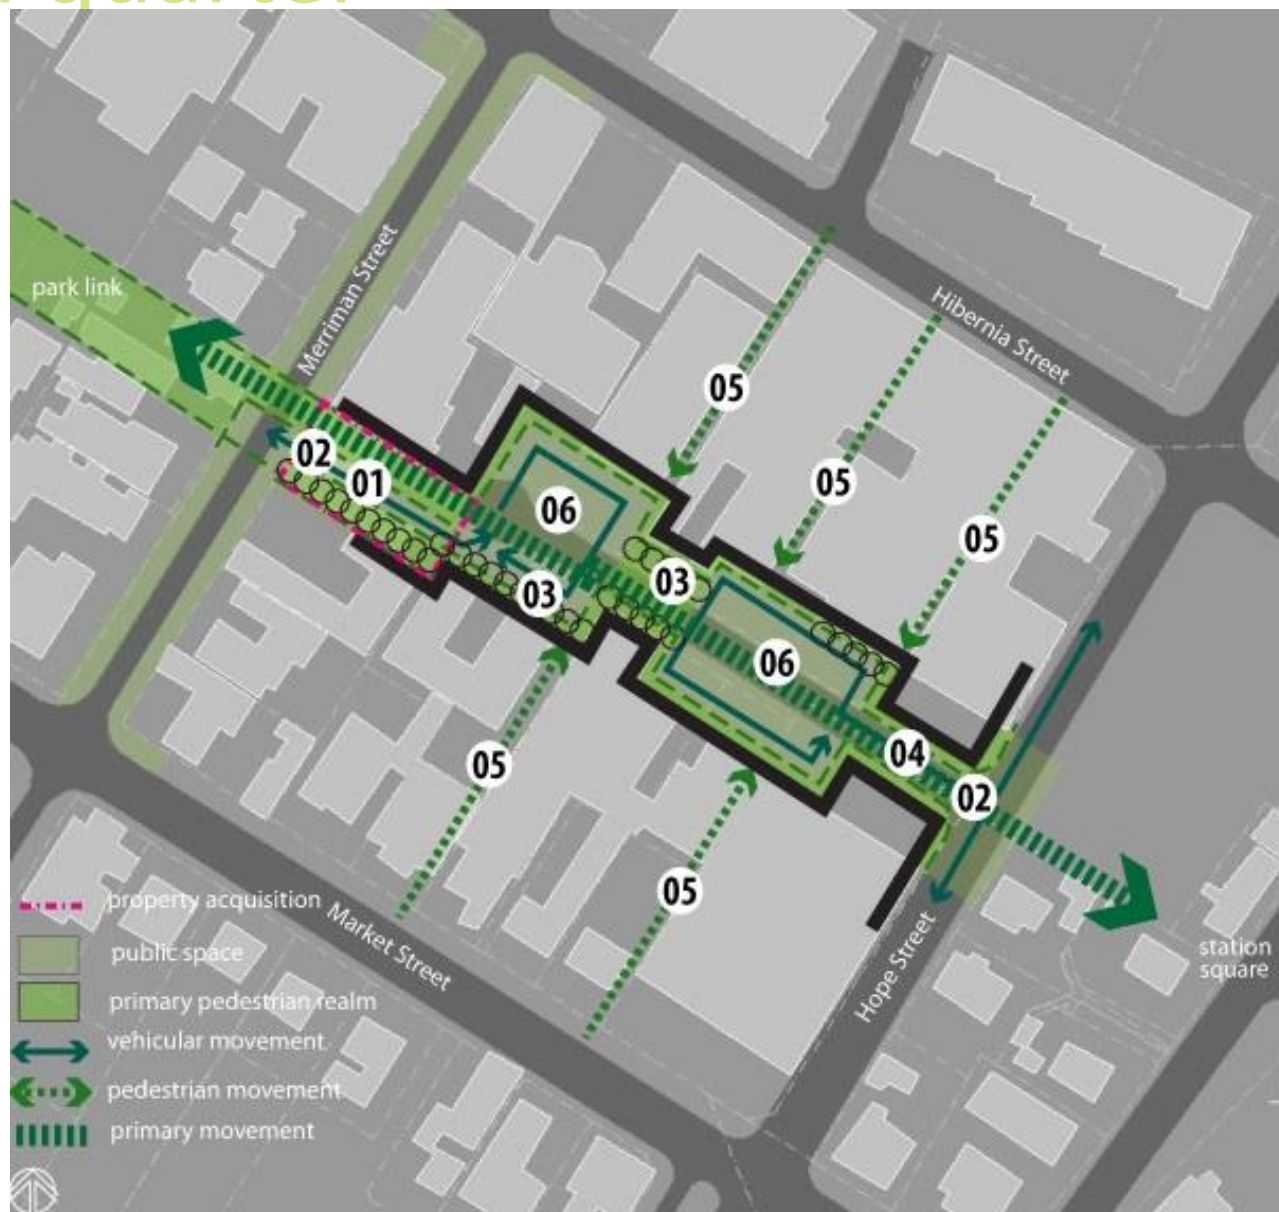 park link
Merriman Street
Hibernia Street
05
05
02
01
06
05
03
03
06
05
04
02
05
Market Street
Hope Street
station
square
property acquisition
public space
primary pedestrian realm
vehicular movement
pedestrian movement
primary movement